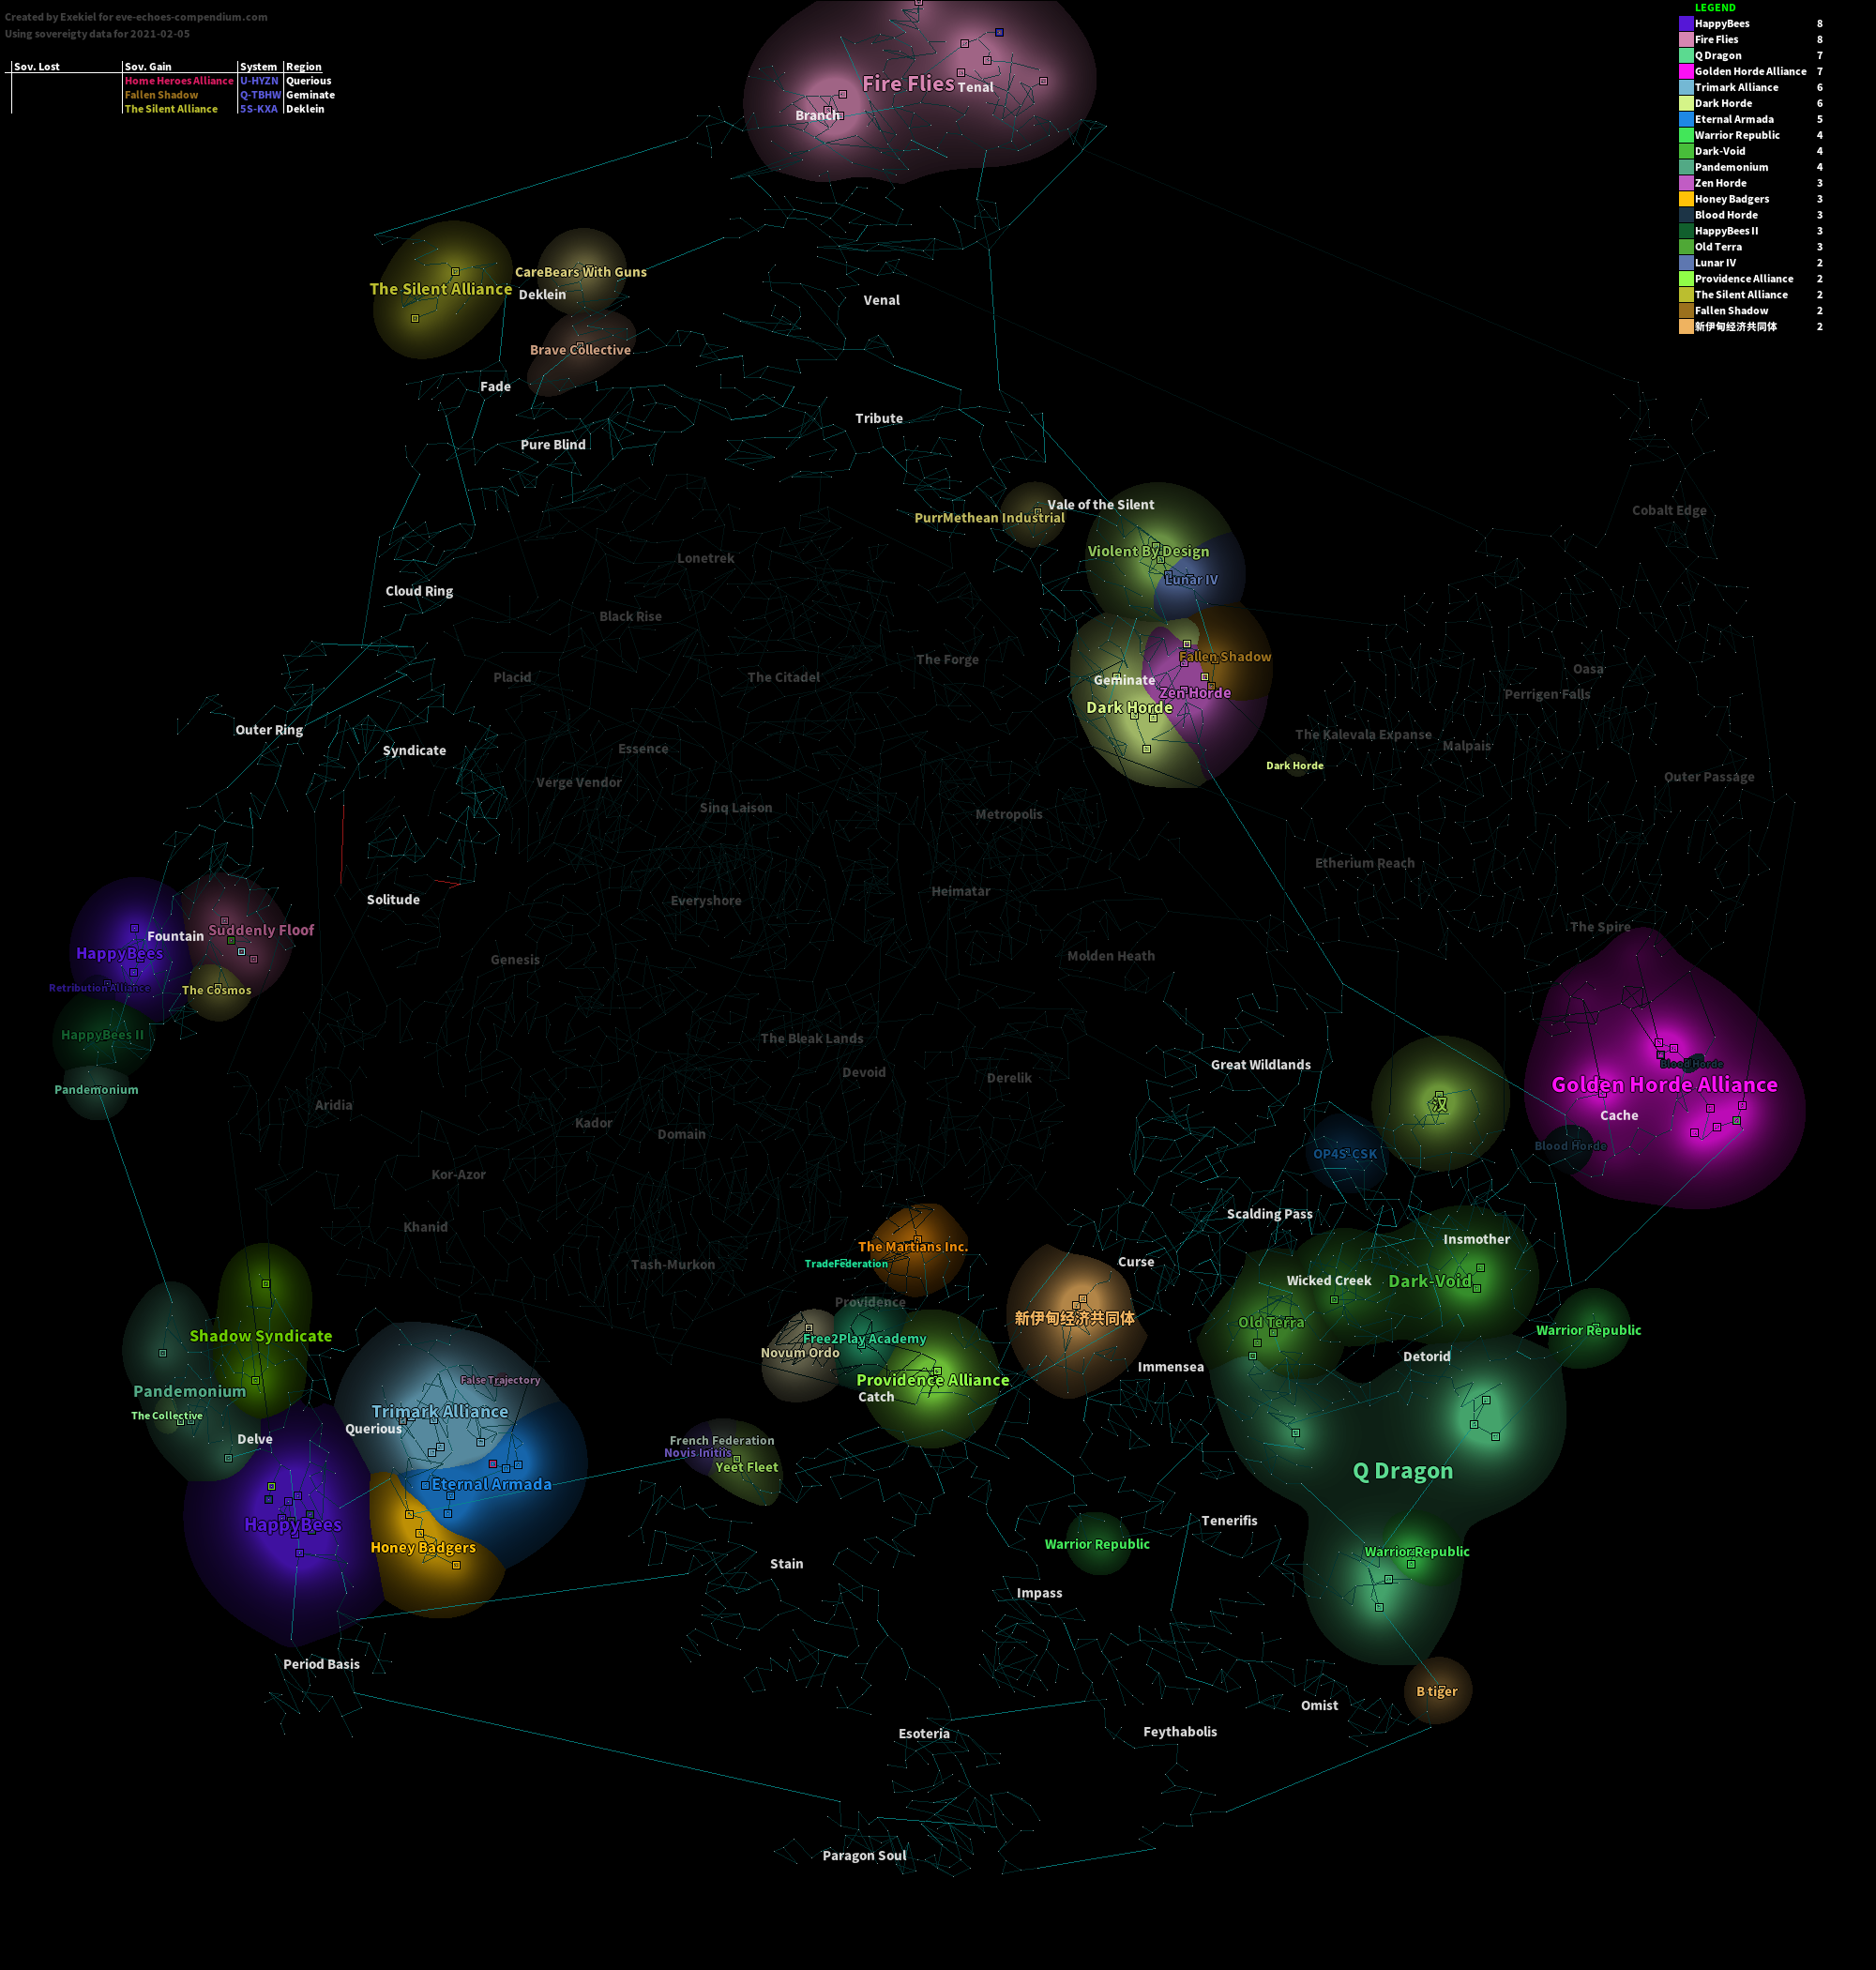 Created by Exekiel for eve-echoes-compendium.com
Using sovereigty data for 2021-02-05
Sov. Lost Sov. Gain System Region
Home Heroes Alliance U-HYZN Querious
Fallen Shadow Q-TBHW Geminate
The Silent Alliance 5S-KXA Deklein
LEGEND
HappyBees 8
Fire Flies 8
Q Dragon 7
Golden Horde Alliance 7
Trimark Alliance 6
Dark Horde 6
Eternal Armada 5
Warrior Republic 4
Dark-Void 4
Pandemonium 4
Zen Horde 3
Honey Badgers 3
Blood Horde 3
HappyBees II 3
Old Terra 3
Lunar IV 2
Providence Alliance 2
The Silent Alliance 2
Fallen Shadow 2
新伊甸经济共同体 2
Fire Flies
Tenal
Branch
CareBears With Guns
The Silent Alliance
Deklein
Venal
Brave Collective
Fade
Tribute
Pure Blind
Vale of the Silent
Cobalt Edge
PurrMethean Industrial
Violent By Design
Lonetrek
Lunar IV
Cloud Ring
Black Rise
The Forge
Fallen Shadow
Oasa
Placid
The Citadel
Geminate
Zen Horde
Perrigen Falls
Dark Horde
Outer Ring
The Kalevala Expanse
Syndicate
Essence
Malpais
Dark Horde
Outer Passage
Verge Vendor
Sinq Laison
Metropolis
Etherium Reach
Heimatar
Solitude
Everyshore
The Spire
Suddenly Floof
Fountain
HappyBees
Molden Heath
Genesis
Retribution Alliance
The Cosmos
HappyBees II
The Bleak Lands
Great Wildlands
Blood Horde
Devoid
Derelik
Golden Horde Alliance
Pandemonium
Aridia
汉
Cache
Kador
Domain
Blood Horde
OP4S-CSK
Kor-Azor
Scalding Pass
Khanid
Insmother
The Martians Inc.
Curse
TradeFederation
Tash-Murkon
Wicked Creek
Dark-Void
Providence
新伊甸经济共同体
Old Terra
Warrior Republic
Shadow Syndicate
Free2Play Academy
Novum Ordo
Detorid
Immensea
Providence Alliance
False Trajectory
Pandemonium
Catch
Trimark Alliance
The Collective
Querious
Delve
French Federation
Novis Initiis
Yeet Fleet
Q Dragon
Eternal Armada
HappyBees
Tenerifis
Honey Badgers
Warrior Republic
Warrior Republic
Stain
Impass
Period Basis
B tiger
Omist
Esoteria
Feythabolis
Paragon Soul